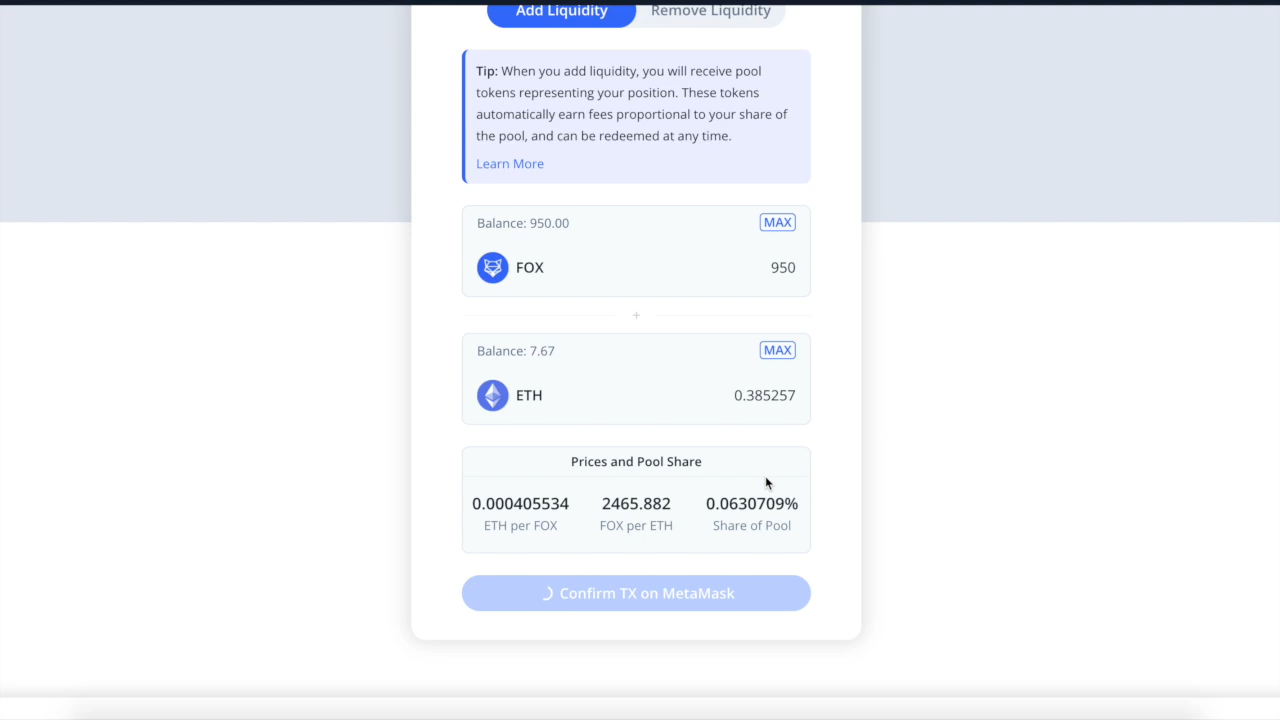 Add Liquidity Remove Liquidity
Tip: When you add liquidity, you will receive pool
tokens representing your position. These tokens
automatically earn fees proportional to your share of
the pool, and can be redeemed at any time.
Learn More
Balance: 950.00 MAX
FOX 950
+
Balance: 7.67 MAX
ETH 0.385257
Prices and Pool Share
0.000405534 2465.882 0.0630709%
ETH per FOX FOX per ETH Share of Pool
Confirm TX on MetaMask